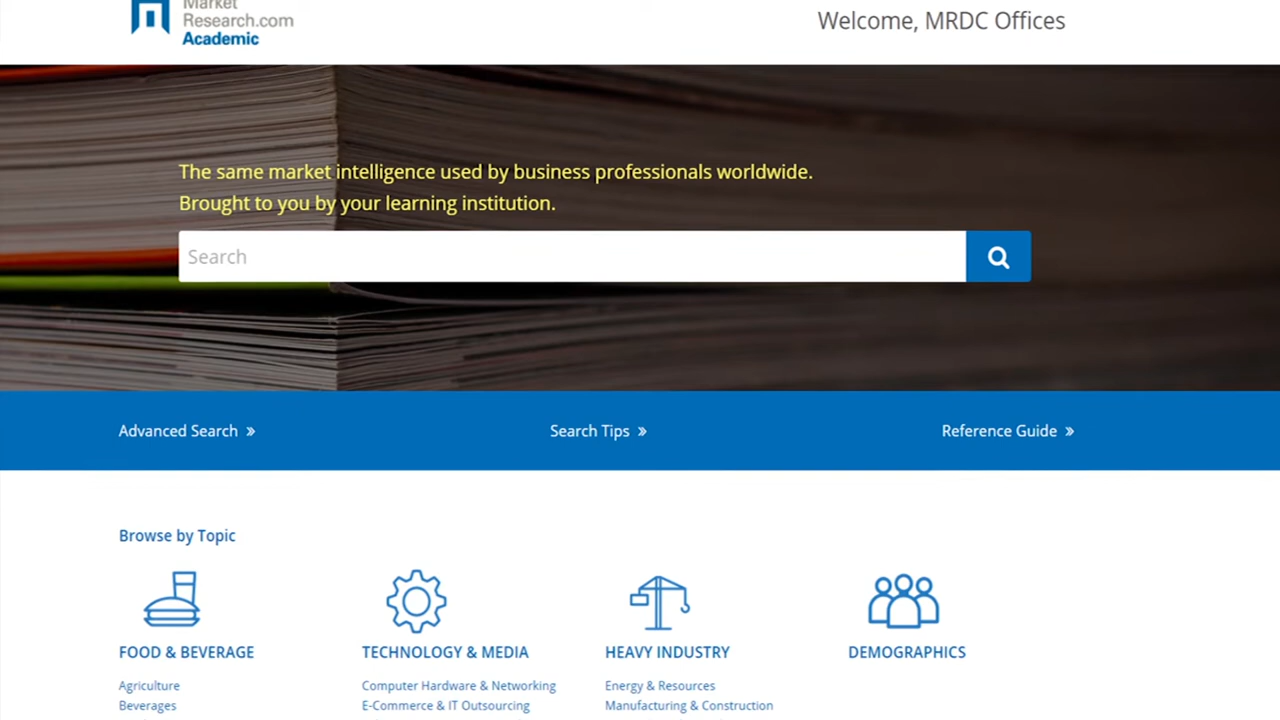 Market
Research.com
Academic
Welcome, MRDC Offices
The same market intelligence used by business professionals worldwide.
Brought to you by your learning institution.
Search
Advanced Search »
Search Tips »
Reference Guide »
Browse by Topic
FOOD & BEVERAGE
TECHNOLOGY & MEDIA
HEAVY INDUSTRY
DEMOGRAPHICS
Agriculture
Computer Hardware & Networking
Energy & Resources
Beverages
E-Commerce & IT Outsourcing
Manufacturing & Construction